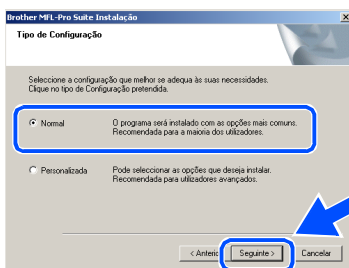 Brother MFL-Pro Suite Instalação
Tipo de Configuração
Seleccione a configuração que melhor se adequa às suas necessidades.
Clique no tipo de Configuração pretendida.
Normal
O programa será instalado com as opções mais comuns.
Recomendada para a maioria dos utilizadores.
Personalizada
Pode seleccionar as opções que deseja instalar.
Recomendada para utilizadores avançados.
< Anterio Seguinte > Cancelar